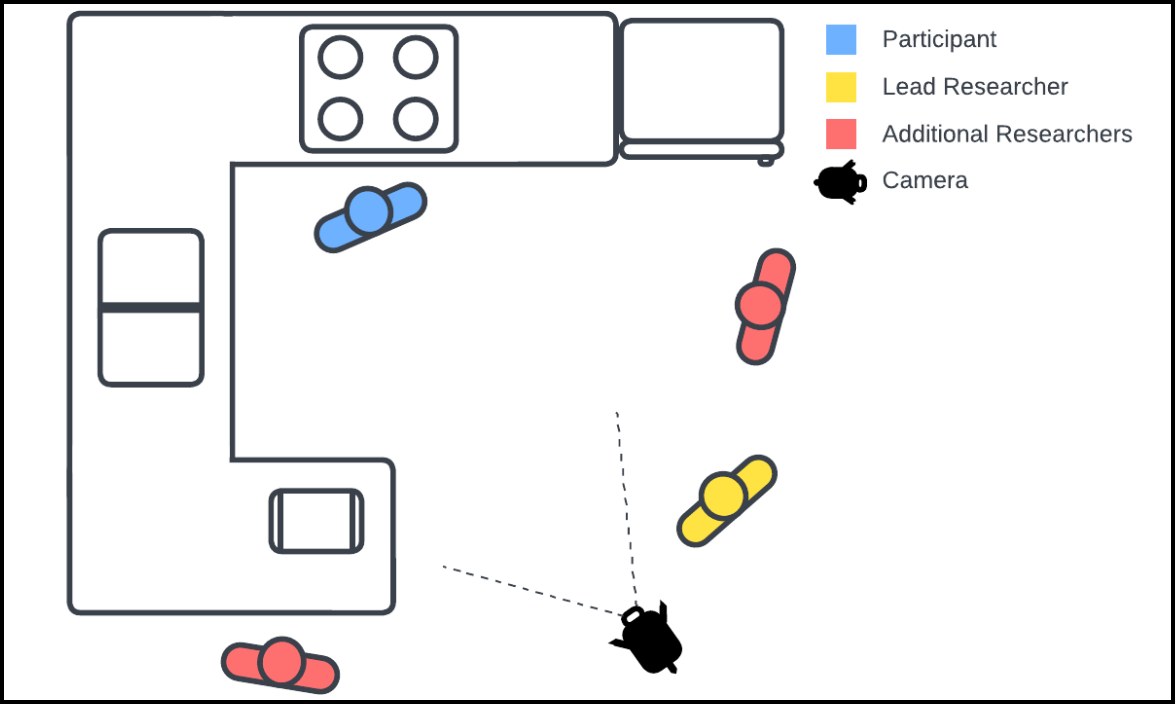 Participant
Lead Researcher
Additional Researchers
Camera